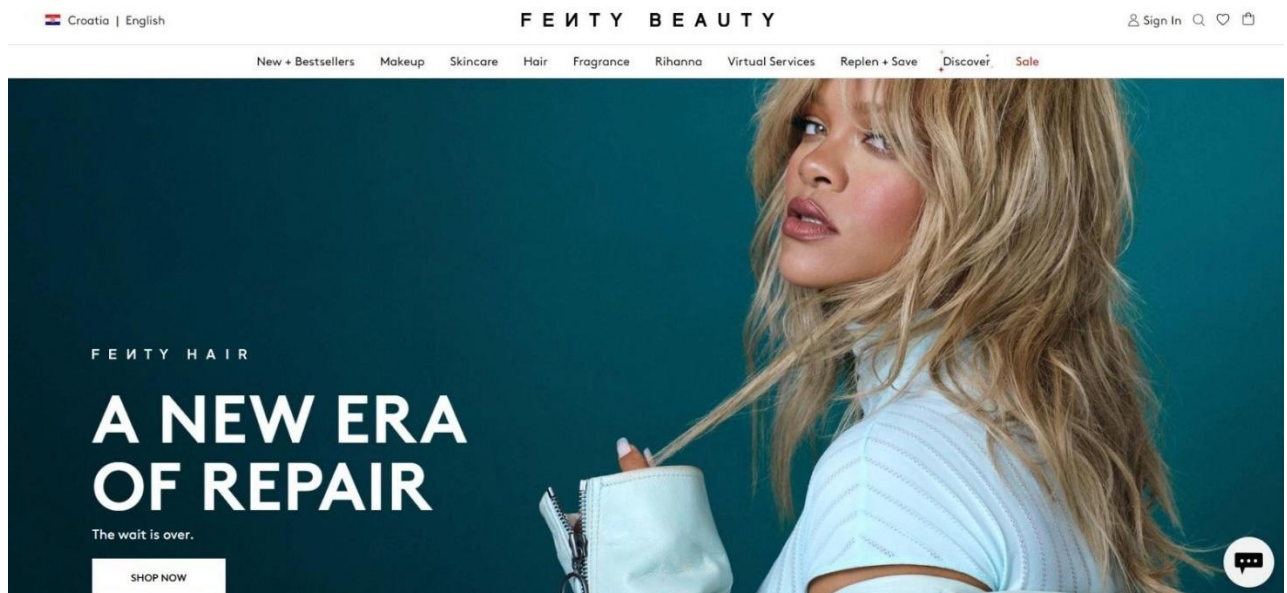 Croatia | English
FENTY BEAUTY
Sign In
New + Bestsellers Makeup Skincare Hair Fragrance Rihanna Virtual Services Replen + Save Discover Sale
FENTY HAIR
A NEW ERA
OF REPAIR
The wait is over.
SHOP NOW